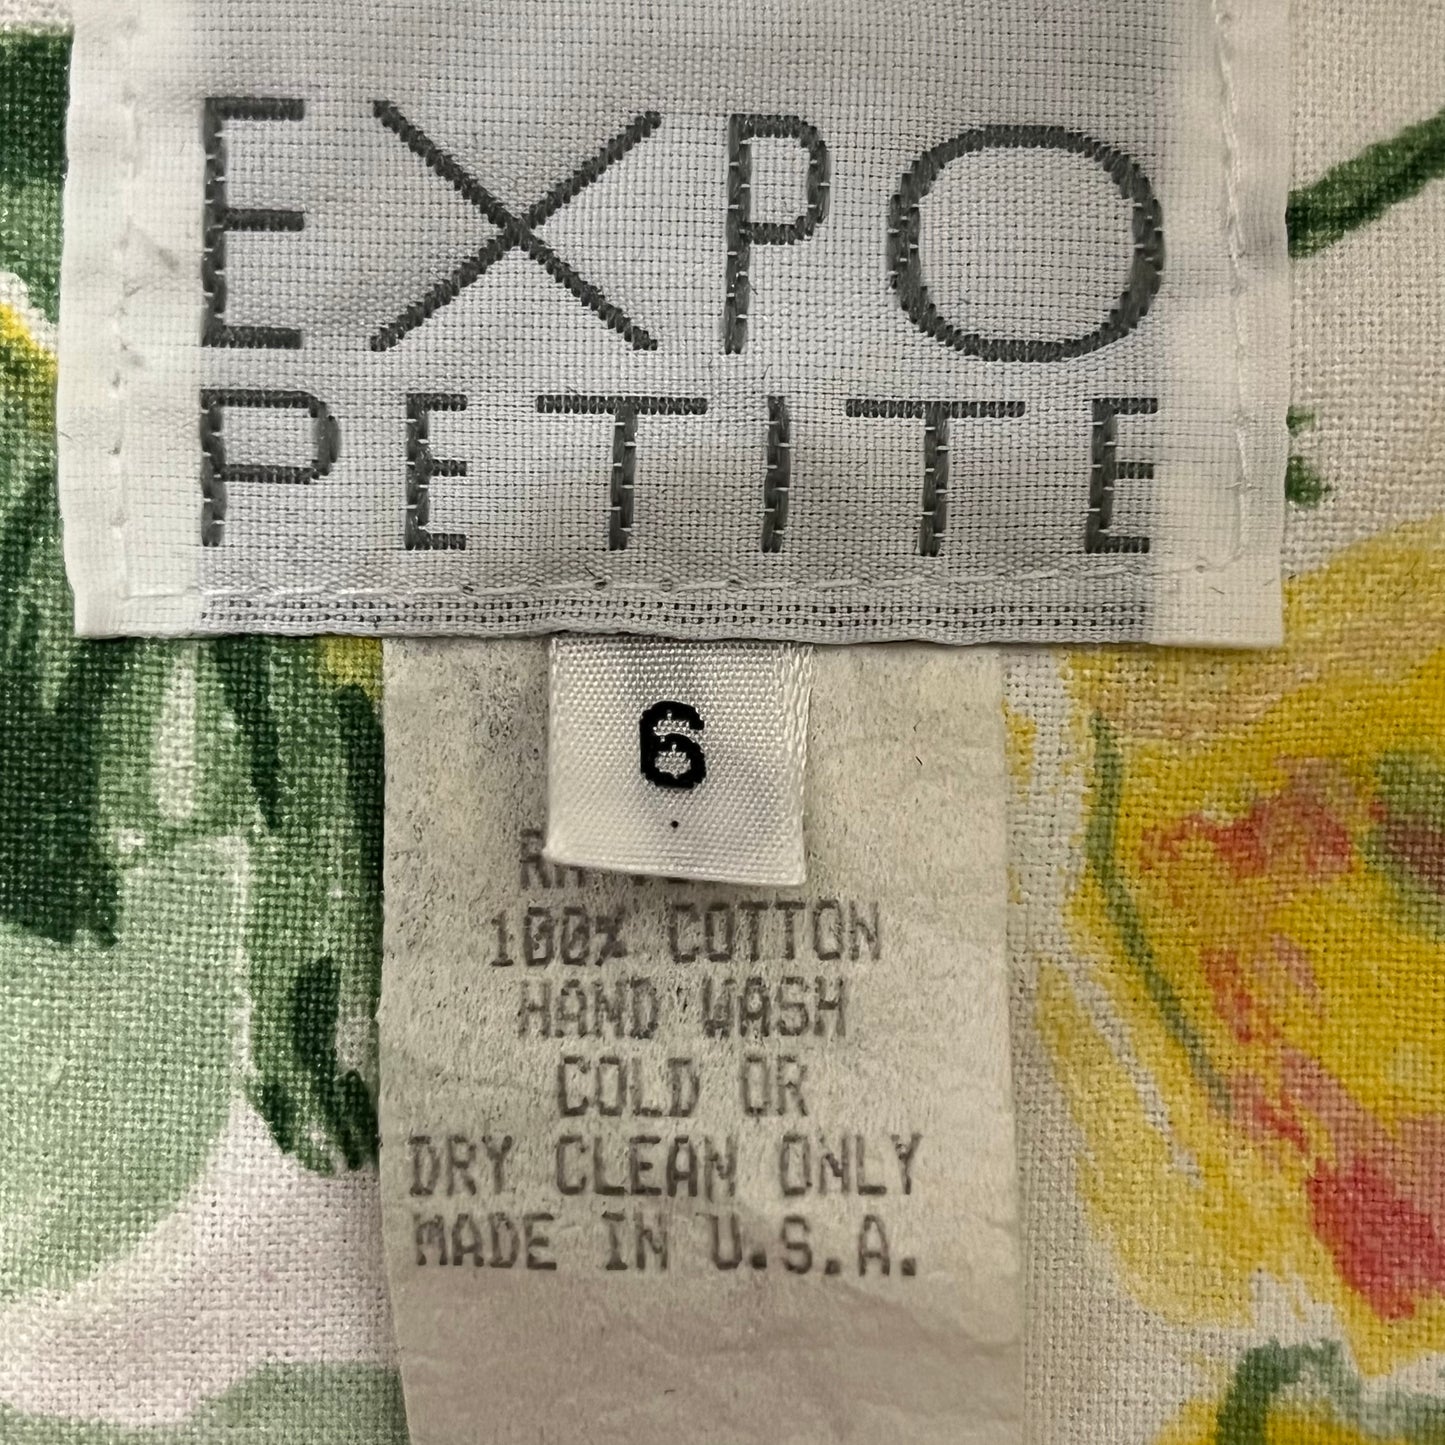 EXPO
PETITE
6
100% COTTON
HAND WASH
COLD OR
DRY CLEAN ONLY
MADE IN U.S.A.